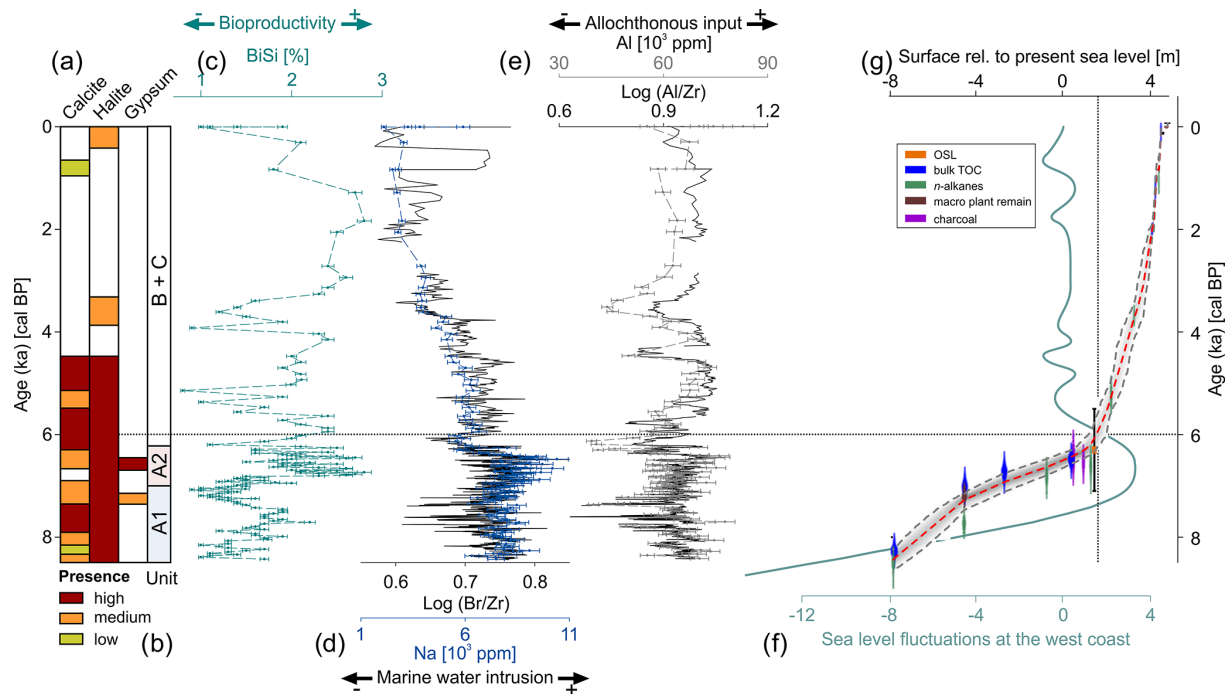 - Bioproductivity +
- Allochthonous input +
(a)
(c)
BiSi [%]
1 2 3
(e)
Al [10³ ppm]
30 60 90
Log (Al/Zr)
0.6 0.9 1.2
(g)
Surface rel. to present sea level [m]
-8 -4 0 4
Calcite
Halite
Gypsum
Age (ka) [cal BP]
0
2
4
6
8
B + C
A2
A1
Unit
Presence
high
medium
low
(b)
OSL
bulk TOC
n-alkanes
macro plant remain
charcoal
0
2
4
6
8
Age (ka) [cal BP]
0.6 0.7 0.8
Log (Br/Zr)
1 6 11
(d)
Na [10³ ppm]
- Marine water intrusion +
-12 -8 -4 0 4
Sea level fluctuations at the west coast
(f)